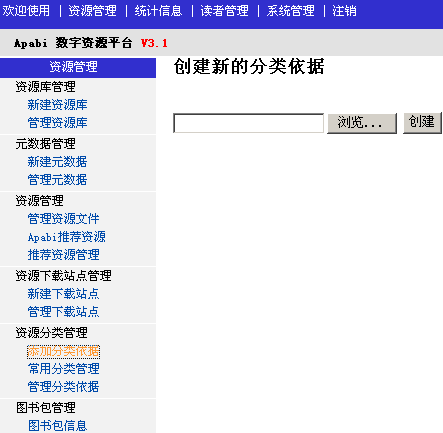 欢迎使用 | 资源管理 | 统计信息 | 读者管理 | 系统管理 | 注销
Apabi 数字资源平台 V3.1
资源管理
资源库管理
新建资源库
管理资源库
元数据管理
新建元数据
管理元数据
资源管理
管理资源文件
Apabi推荐资源
推荐资源管理
资源下载站点管理
新建下载站点
管理下载站点
资源分类管理
添加分类依据
常用分类管理
管理分类依据
图书包管理
图书包信息
创建新的分类依据
浏览... 创建